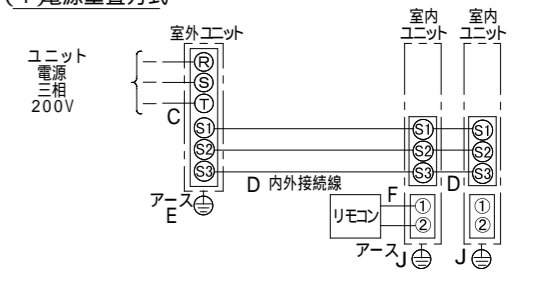 (1)電源重畳方式
室外ユニット
室内
ユニット
室内
ユニット
ユニット
電源
三相
200V
R
S
T
C
S1
S2
S3
S1
S2
S3
S1
S2
S3
D 内外接続線
D
アース
E
リモコン
F
①
②
①
②
アース
J
J